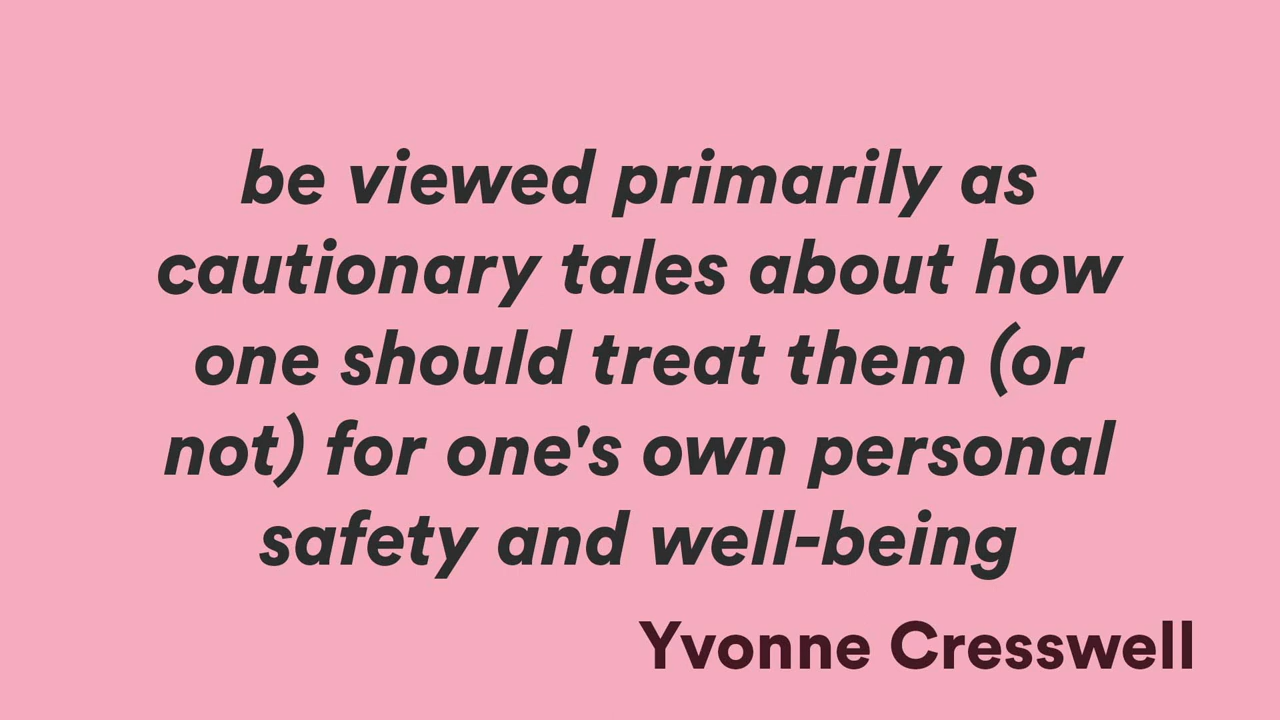 be viewed primarily as
cautionary tales about how
one should treat them (or
not) for one's own personal
safety and well-being
Yvonne Cresswell